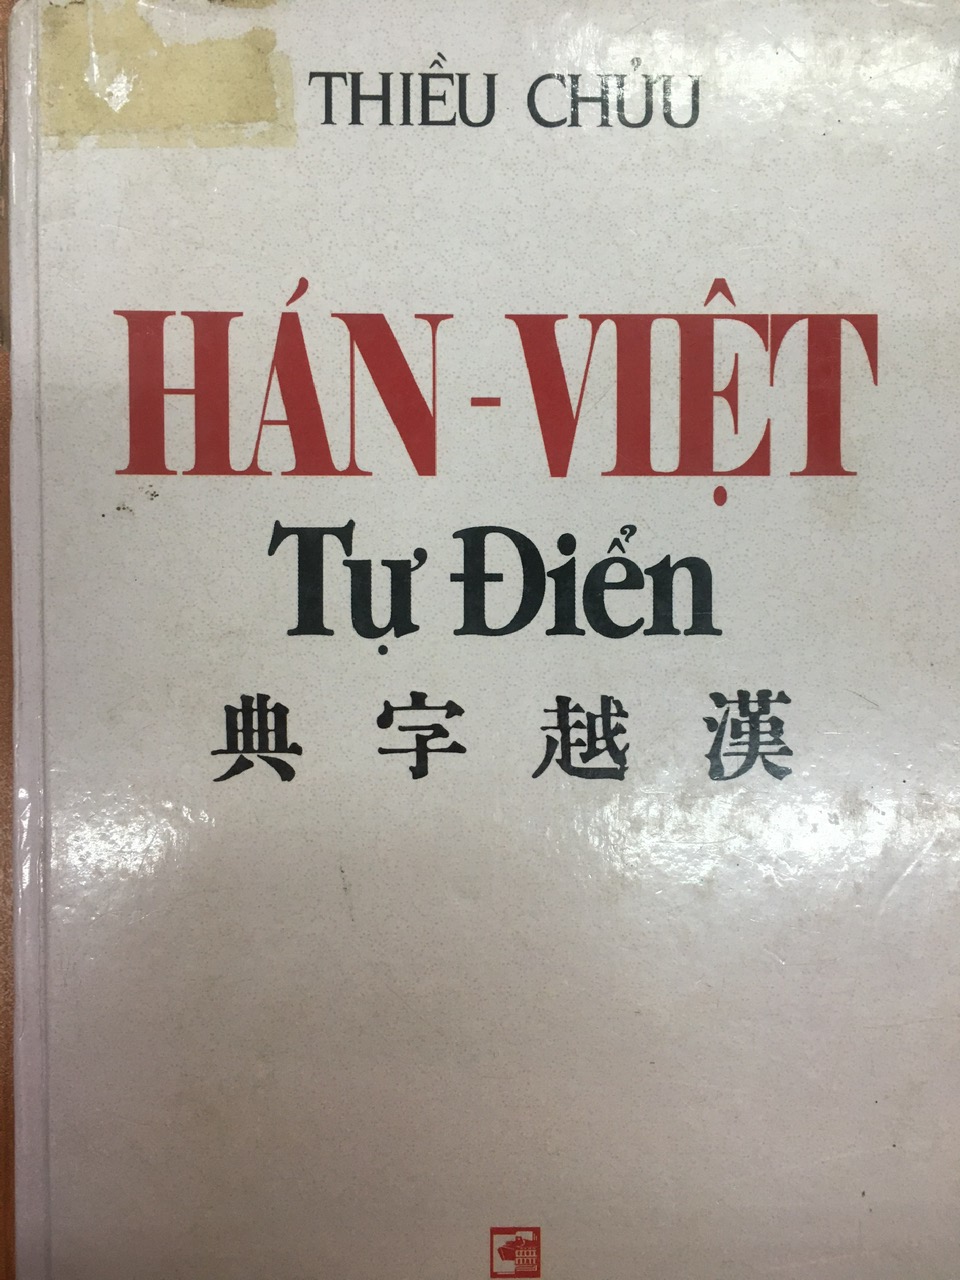 THIỀU CHỬU
HÁN - VIỆT
Tự Điển
典 字 越 漢